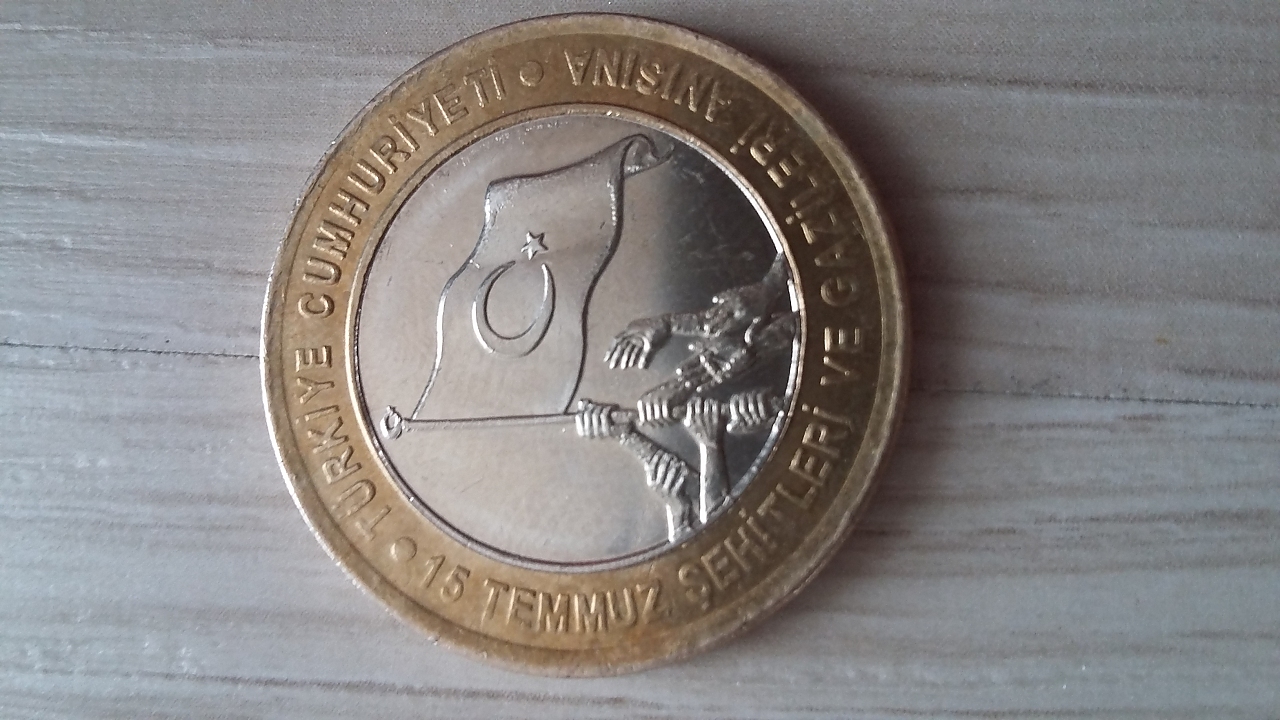 TÜRKİYE CUMHURİYETİ
15 TEMMUZ ŞEHİTLERİ VE GAZİLERİ ANISINA